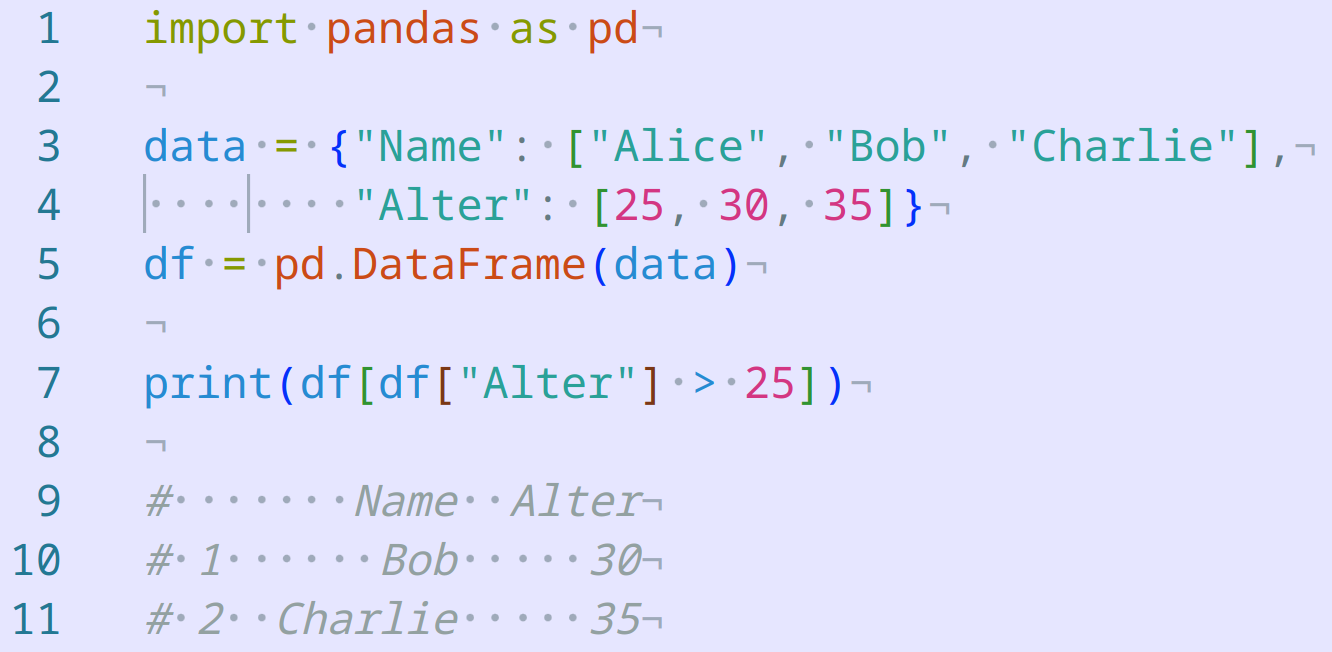 1 import pandas as pd¬
2 ¬
3 data = {"Name": ["Alice", "Bob", "Charlie"],¬
4         "Alter": [25, 30, 35]}¬
5 df = pd.DataFrame(data)¬
6 ¬
7 print(df[df["Alter"] > 25])¬
8 ¬
9 #       Name  Alter¬
10 # 1      Bob     30¬
11 # 2  Charlie     35¬